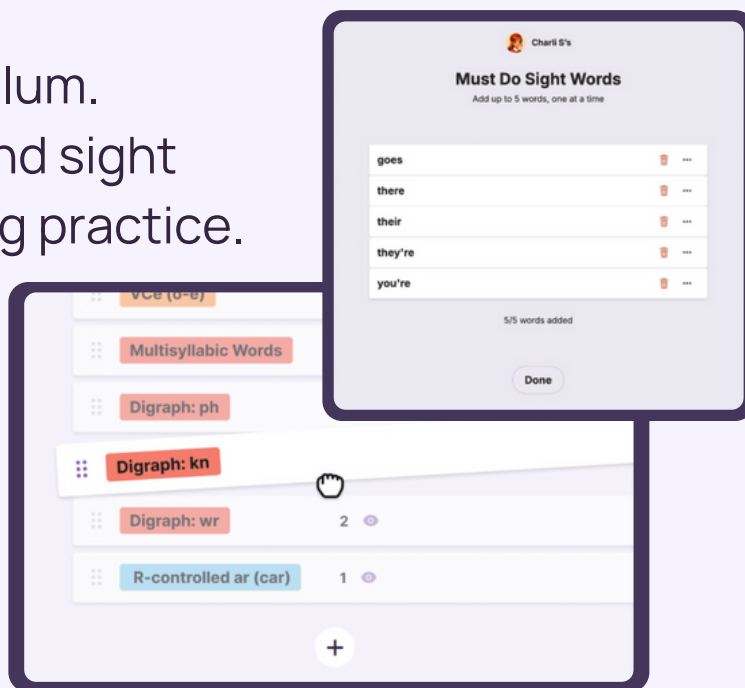 lum.
nd sight
g practice.
Charli S's
Must Do Sight Words
Add up to 5 words, one at a time
goes
there
their
they're
you're
5/5 words added
Done
VCe (o-e)
Multisyllabic Words
Digraph: ph
Digraph: kn
Digraph: wr 2
R-controlled ar (car) 1
+